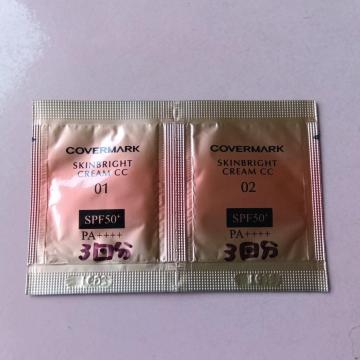 COVERMARK
SKINBRIGHT
CREAM CC
01
SPF50+
PA++++
3回分
COVERMARK
SKINBRIGHT
CREAM CC
02
SPF50+
PA++++
3回分